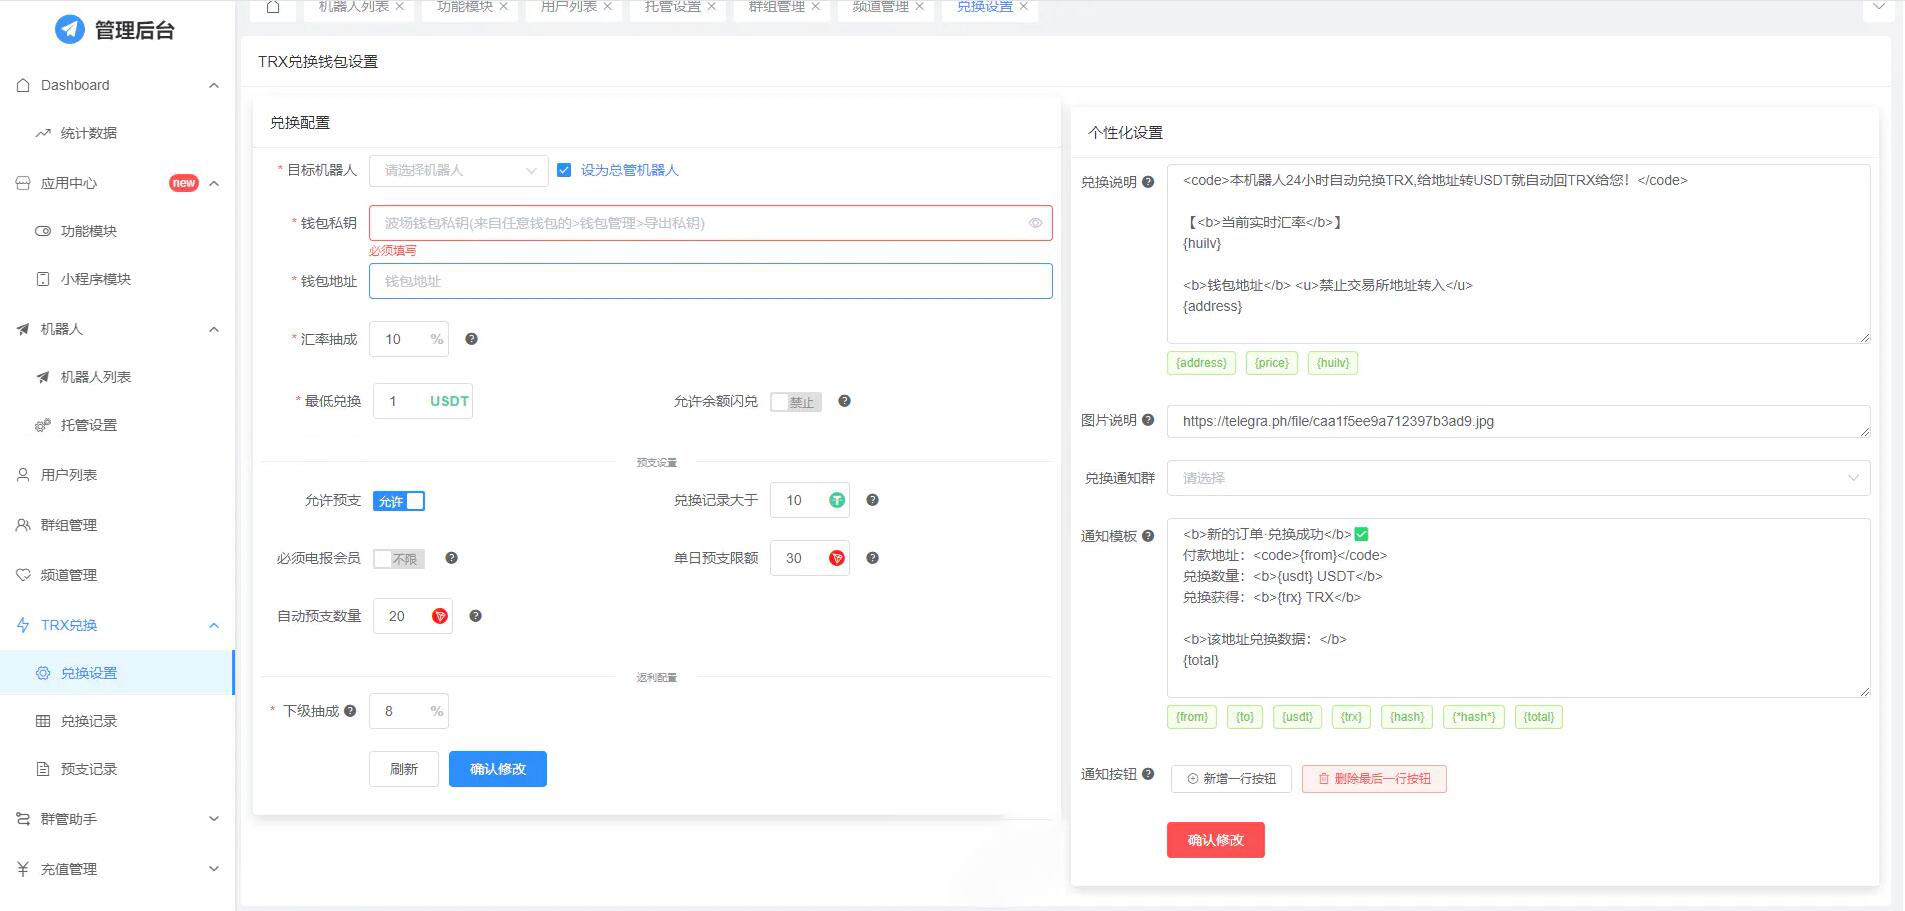 管理后台
Dashboard
统计数据
应用中心
new
功能模块
小程序模块
机器人
机器人列表
托管设置
用户列表
群组管理
频道管理
TRX兑换
兑换设置
兑换记录
预支记录
群管助手
充值管理
机器人列表
功能模块
用户列表
托管设置
群组管理
频道管理
兑换设置
TRX兑换钱包设置
兑换配置
* 目标机器人
请选择机器人
设为总管机器人
* 钱包私钥
波场钱包私钥(来自任意钱包的>钱包管理>导出私钥)
必须填写
* 钱包地址
钱包地址
* 汇率抽成
10 %
* 最低兑换
1 USDT
允许余额闪兑
禁止
预支设置
允许预支
允许
兑换记录大于
10
必须电报会员
不限
单日预支限额
30
自动预支数量
20
返利配置
* 下级抽成
8 %
刷新
确认修改
个性化设置
兑换说明
<code>本机器人24小时自动兑换TRX,给地址转USDT就自动回TRX给您！</code>
【<b>当前实时汇率</b>】
{huilv}
<b>钱包地址</b> <u>禁止交易所地址转入</u>
{address}
{address} {price} {huilv}
图片说明
https://telegra.ph/file/caa1f5ee9a712397b3ad9.jpg
兑换通知群
请选择
通知模板
<b>新的订单·兑换成功</b>✅
付款地址：<code>{from}</code>
兑换数量：<b>{usdt} USDT</b>
兑换获得：<b>{trx} TRX</b>
<b>该地址兑换数据：</b>
{total}
{from} {to} {usdt} {trx} {hash} {*hash*} {total}
通知按钮
新增一行按钮
删除最后一行按钮
确认修改